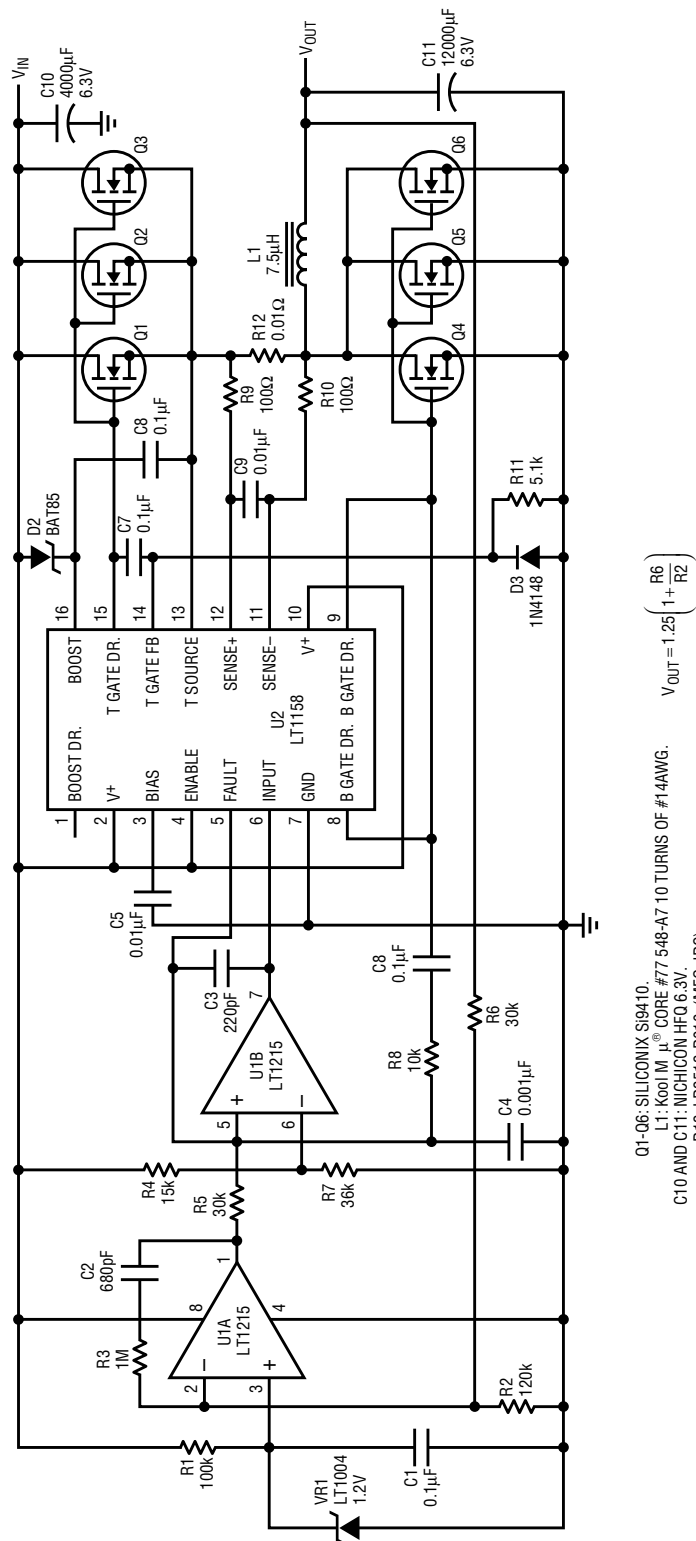 VIN
C10
4000µF
6.3V
Q3
Q2
Q1
D2
BAT85
C8
0.1µF
C7
0.1µF
R9
100Ω
R12
0.01Ω
C9
0.01µF
R10
100Ω
L1
7.5µH
VOUT
C11
12000µF
6.3V
Q6
Q5
Q4
R11
5.1k
D3
1N4148
16
15
14
13
12
11
10
9
BOOST
T GATE DR.
T GATE FB
T SOURCE
SENSE+
SENSE–
V+
B GATE DR.
U2
LT1158
BOOST DR.
V+
BIAS
ENABLE
FAULT
INPUT
GND
B GATE DR.
1
2
3
4
5
6
7
8
C5
0.01µF
C3
220pF
7
U1B
LT1215
+
–
5
6
C8
0.1µF
R8
10k
R6
30k
C4
0.001µF
R4
15k
R5
30k
R7
36k
C2
680pF
R3
1M
1
8
4
U1A
LT1215
–
+
2
3
R2
120k
R1
100k
VR1
LT1004
1.2V
C1
0.1µF
Q1-Q6: SILICONIX Si9410.
L1: Kool M µ® CORE #77 548-A7 10 TURNS OF #14AWG.
C10 AND C11: NICHICON HFQ 6.3V.
VOUT = 1.25(1 + R6/R2)